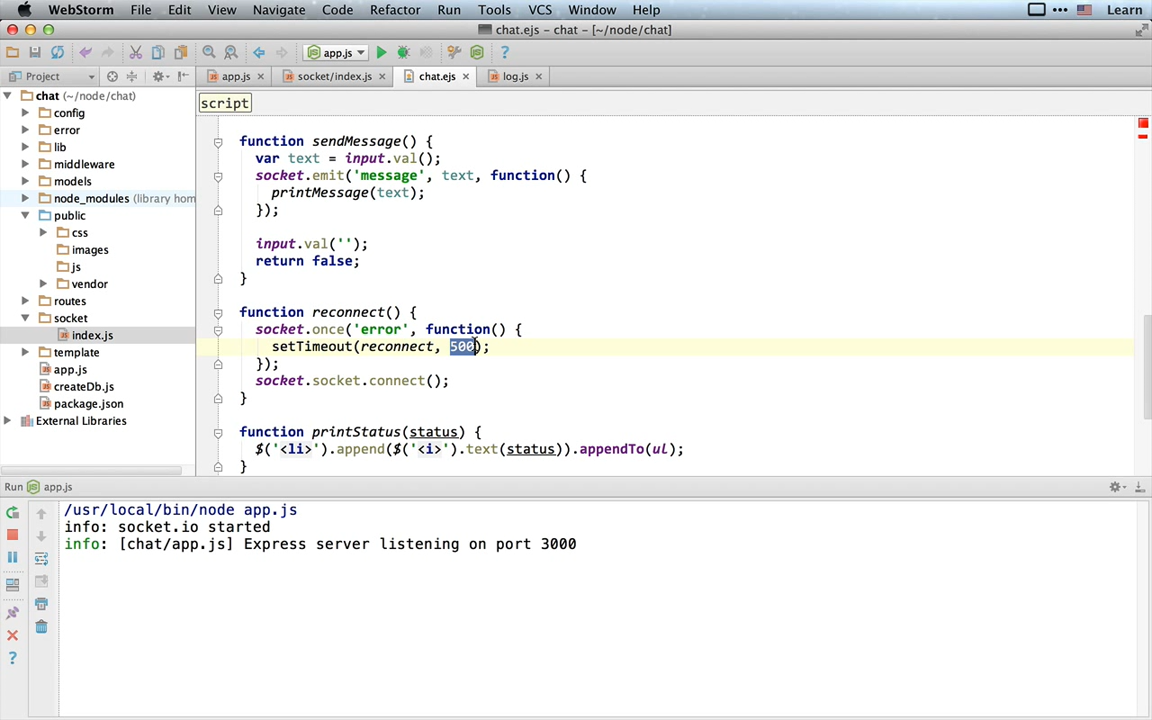 WebStorm File Edit View Navigate Code Refactor Run Tools VCS Window Help Learn
chat.ejs – chat – [~/node/chat]
app.js
Project app.js socket/index.js chat.ejs log.js
chat (~/node/chat)
config
error
lib
middleware
models
node_modules (library hom
public
css
images
js
vendor
routes
socket
index.js
template
app.js
createDb.js
package.json
External Libraries
script
function sendMessage() {
var text = input.val();
socket.emit('message', text, function() {
printMessage(text);
});
input.val('');
return false;
}
function reconnect() {
socket.once('error', function() {
setTimeout(reconnect, 500);
});
socket.socket.connect();
}
function printStatus(status) {
$('<li>').append($('<i>').text(status)).appendTo(ul);
}
Run app.js
/usr/local/bin/node app.js
info: socket.io started
info: [chat/app.js] Express server listening on port 3000